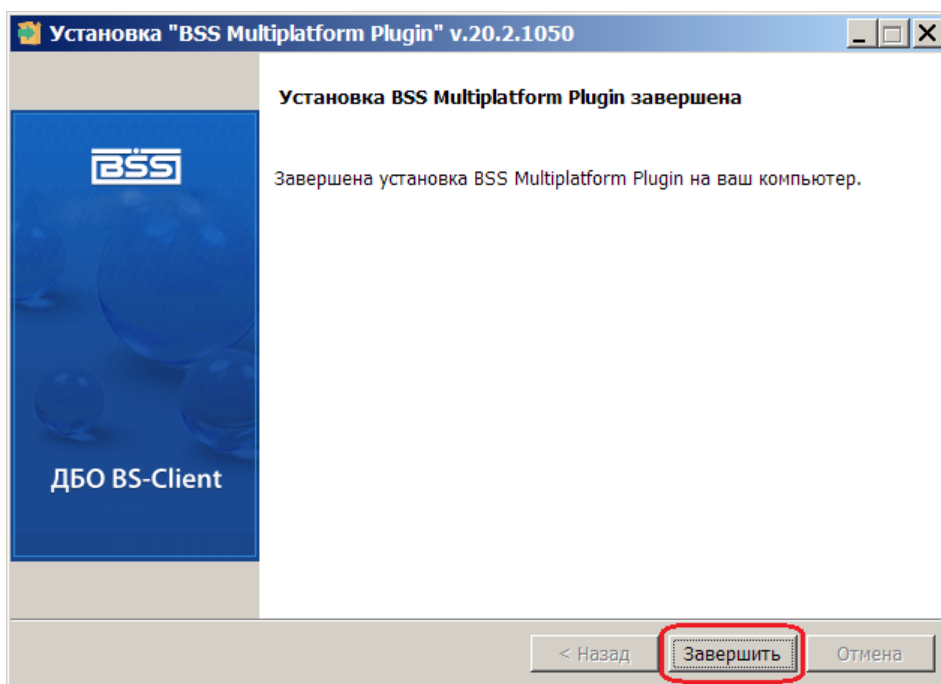 Установка "BSS Multiplatform Plugin" v.20.2.1050
Установка BSS Multiplatform Plugin завершена
BSS
Завершена установка BSS Multiplatform Plugin на ваш компьютер.
ДБО BS-Client
< Назад
Завершить
Отмена